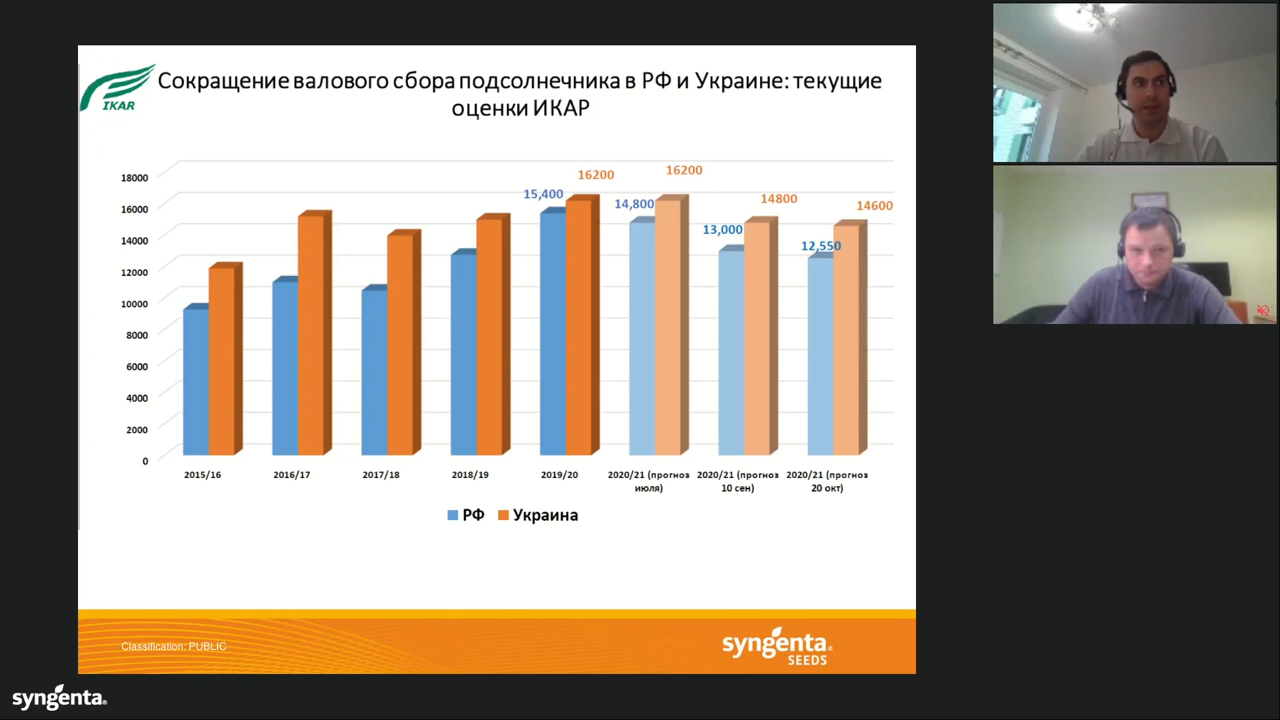 IKAR
Сокращение валового сбора подсолнечника в РФ и Украине: текущие
оценки ИКАР
18000
16000
14000
12000
10000
8000
6000
4000
2000
0
15,400
16200
14,800
16200
13,000
14800
12,550
14600
2015/16
2016/17
2017/18
2018/19
2019/20
2020/21 (прогноз
июля)
2020/21 (прогноз
10 сен)
2020/21 (прогноз
20 окт)
РФ
Украина
Classification: PUBLIC
syngenta
SEEDS
syngenta